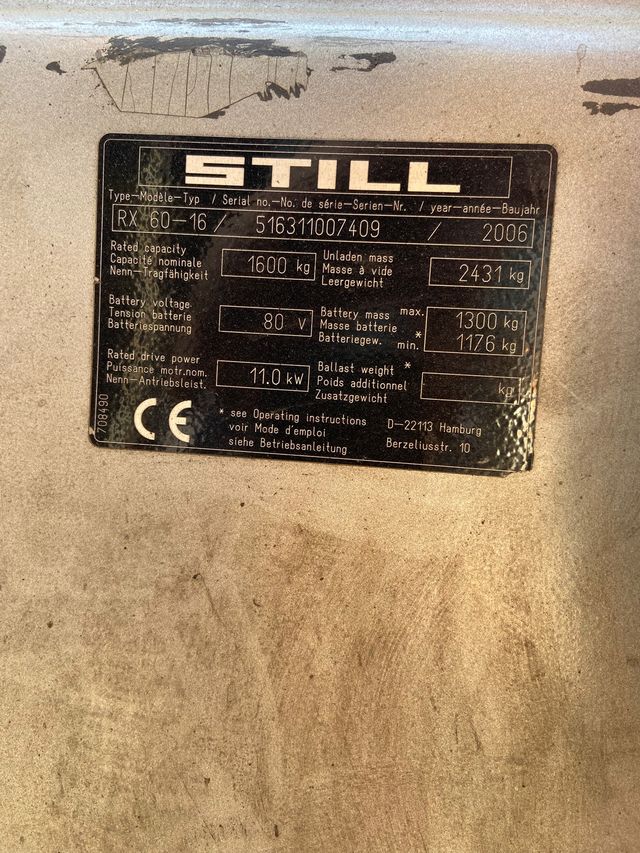 STILL
Type-Modèle-Typ / Serial no.-No. de série-Serien-Nr. / year-année-Baujahr
RX 60-16 / 516311007409 / 2006
Rated capacity
Capacité nominale
Nenn-Tragfähigkeit
1600 kg
Unladen mass
Masse à vide
Leergewicht
2431 kg
Battery voltage
Tension batterie
Batteriespannung
80 V
Battery mass max.
Masse batterie *
Batteriegew. min.
1300 kg
1176 kg
Rated drive power
Puissance motr.nom.
Nenn-Antriebsleist.
11.0 kW
Ballast weight *
Poids additionnel
Zusatzgewicht
kg
708490
CE
* see Operating instructions
voir Mode d'emploi
siehe Betriebsanleitung
D-22113 Hamburg
Berzeliusstr. 10